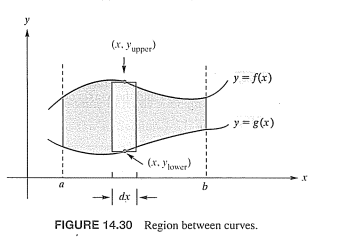 y
(x, y_upper)
y = f(x)
y = g(x)
(x, y_lower)
x
a
b
dx
FIGURE 14.30 Region between curves.